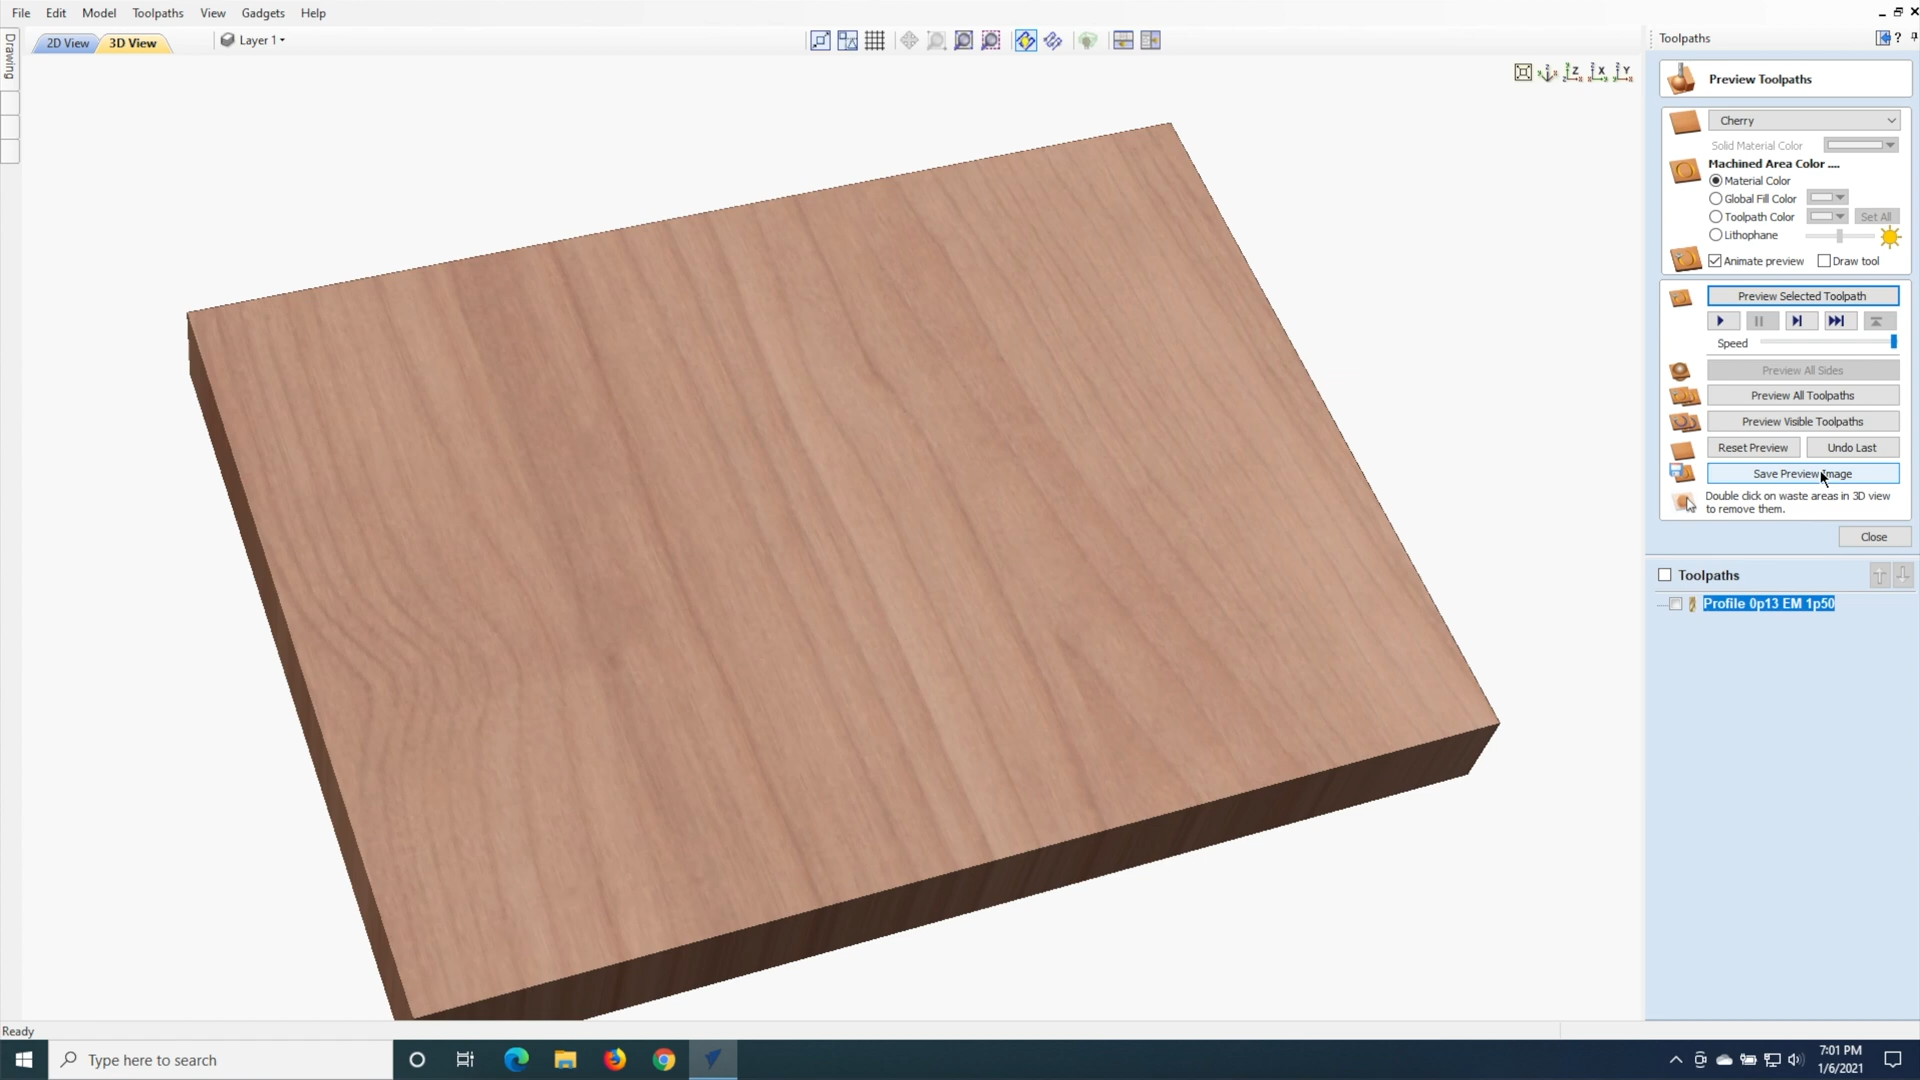 File Edit Model Toolpaths View Gadgets Help
Drawing
2D View 3D View Layer 1
Toolpaths ?
Z X Y
Preview Toolpaths
Cherry
Solid Material Color
Machined Area Color ....
Material Color
Global Fill Color
Toolpath Color Set All
Lithophane
Animate preview Draw tool
Preview Selected Toolpath
Speed
Preview All Sides
Preview All Toolpaths
Preview Visible Toolpaths
Reset Preview Undo Last
Save Preview Image
Double click on waste areas in 3D view
to remove them.
Close
Toolpaths
Profile 0p13 EM 1p50
Ready
Type here to search
7:01 PM
1/6/2021